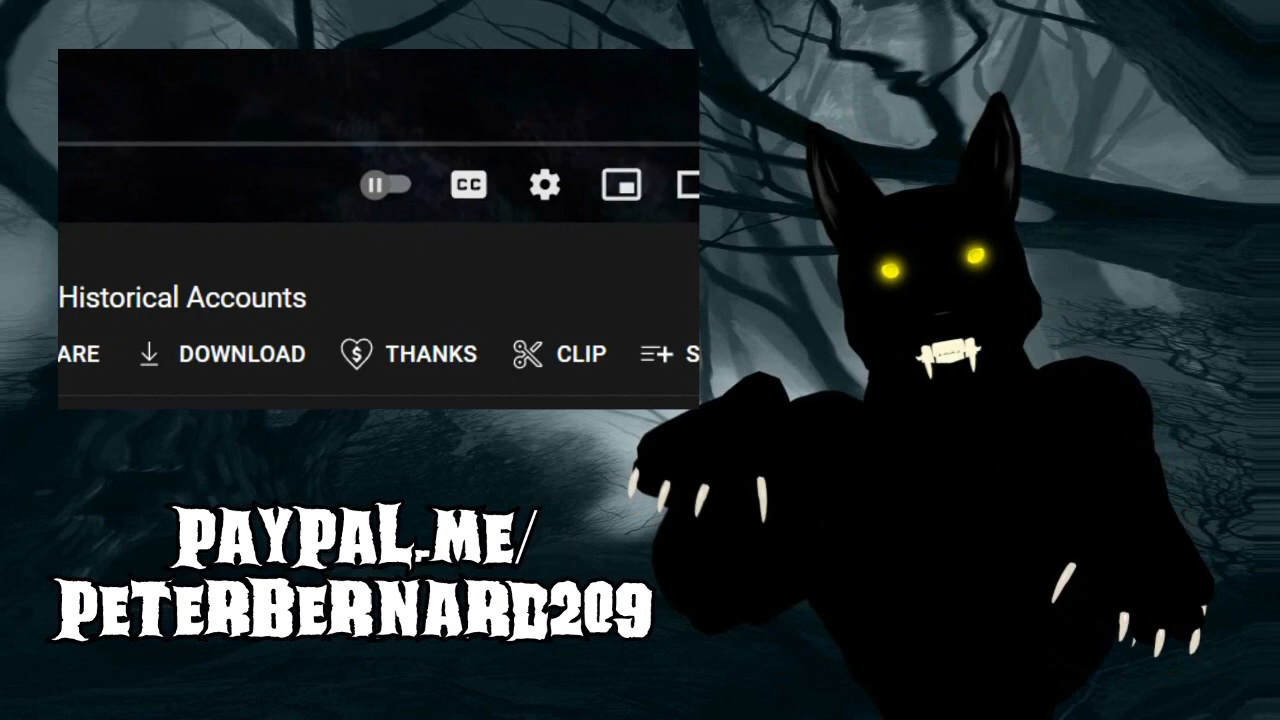 CC
Historical Accounts
ARE DOWNLOAD THANKS CLIP S
PAYPAL.ME/
PETERBERNARD209